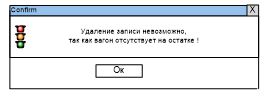 Confirm
X
Удаление записи невозможно,
так как вагон отсутствует на остатке !
Ок